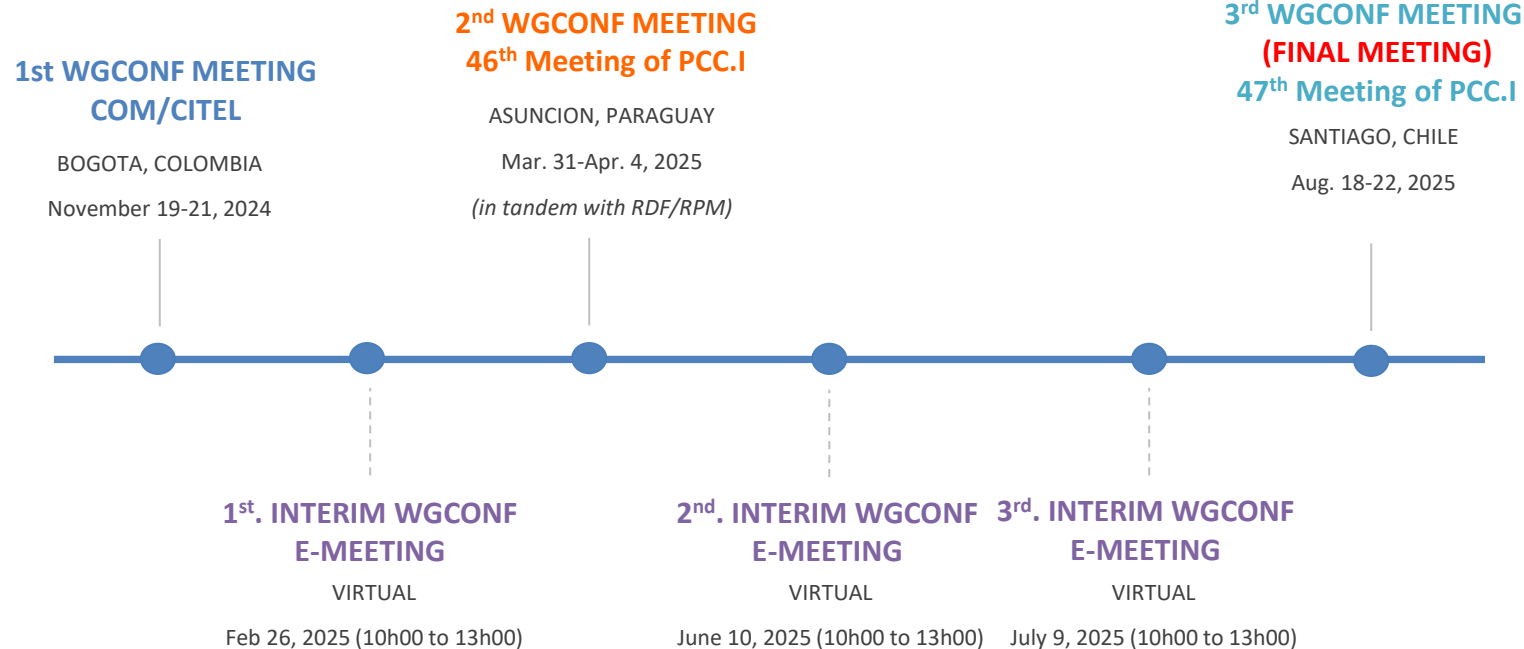 1st WGCONF MEETING
COM/CITEL
BOGOTA, COLOMBIA
November 19-21, 2024
2nd WGCONF MEETING
46th Meeting of PCC.I
ASUNCION, PARAGUAY
Mar. 31-Apr. 4, 2025
(in tandem with RDF/RPM)
3rd WGCONF MEETING
(FINAL MEETING)
47th Meeting of PCC.I
SANTIAGO, CHILE
Aug. 18-22, 2025
1st. INTERIM WGCONF
E-MEETING
VIRTUAL
Feb 26, 2025 (10h00 to 13h00)
2nd. INTERIM WGCONF
E-MEETING
VIRTUAL
June 10, 2025 (10h00 to 13h00)
3rd. INTERIM WGCONF
E-MEETING
VIRTUAL
July 9, 2025 (10h00 to 13h00)